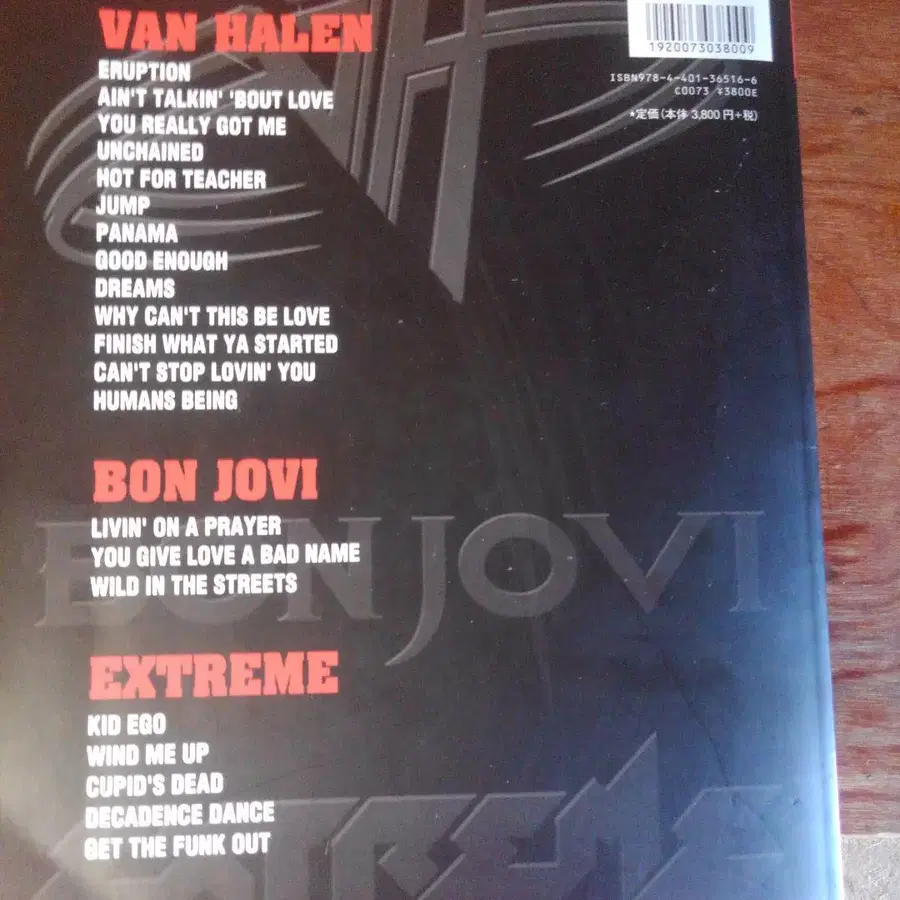 VAN HALEN
ERUPTION
AIN'T TALKIN' 'BOUT LOVE
YOU REALLY GOT ME
UNCHAINED
HOT FOR TEACHER
JUMP
PANAMA
GOOD ENOUGH
DREAMS
WHY CAN'T THIS BE LOVE
FINISH WHAT YA STARTED
CAN'T STOP LOVIN' YOU
HUMANS BEING
1920073038009
ISBN978-4-401-36516-6
C0073 ¥3800E
★定価(本体 3,800 円+税)
VH
BON JOVI
LIVIN' ON A PRAYER
YOU GIVE LOVE A BAD NAME
WILD IN THE STREETS
BON JOVI
EXTREME
KID EGO
WIND ME UP
CUPID'S DEAD
DECADENCE DANCE
GET THE FUNK OUT
EXTREME